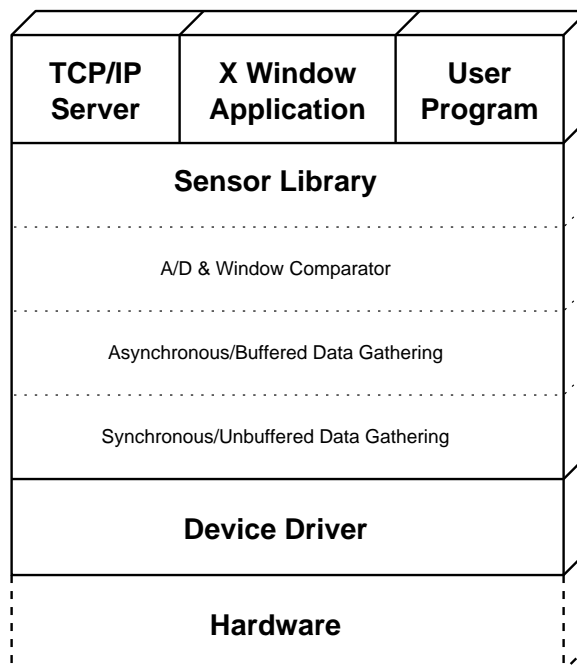 TCP/IP
Server
X Window
Application
User
Program
Sensor Library
A/D & Window Comparator
Asynchronous/Buffered Data Gathering
Synchronous/Unbuffered Data Gathering
Device Driver
Hardware